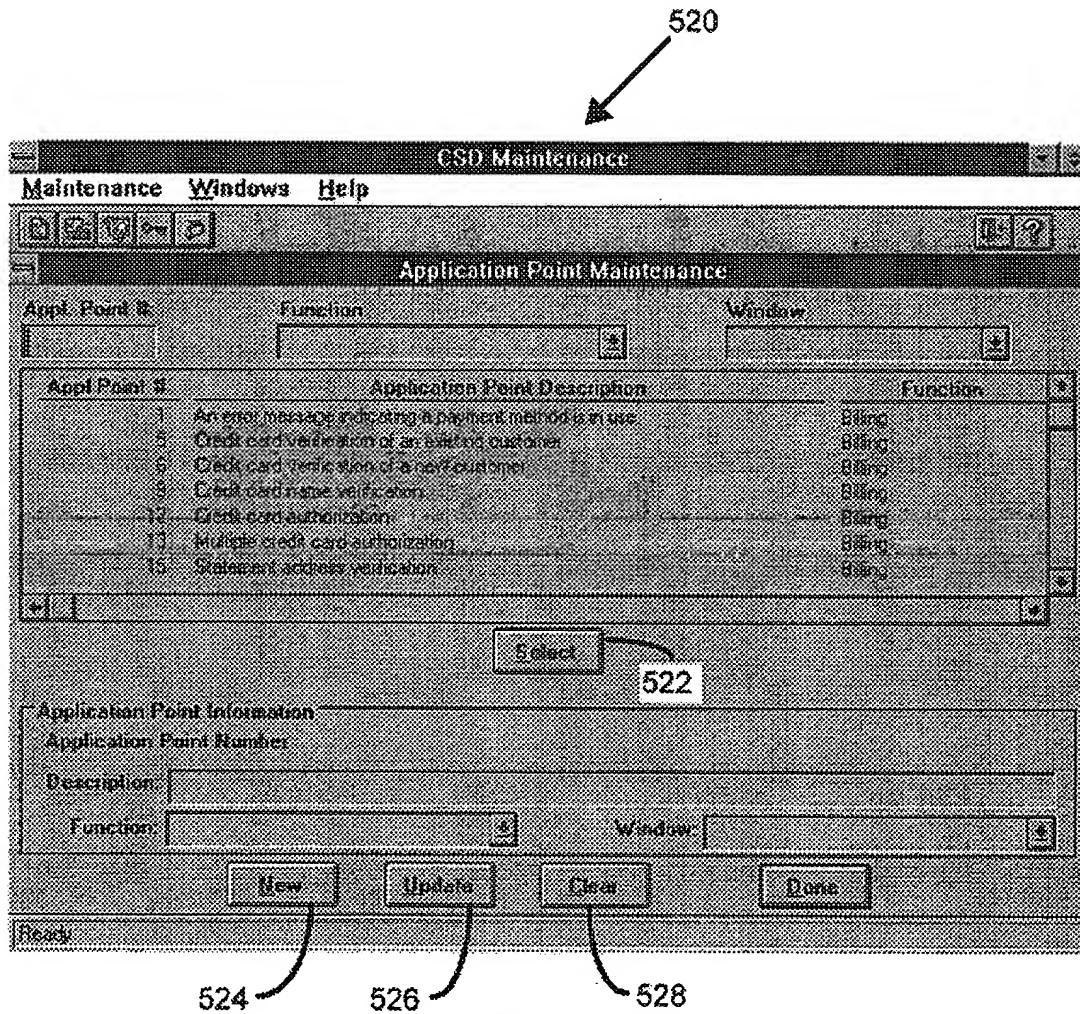 520
CSD Maintenance
Maintenance Windows Help
Application Point Maintenance
Appl. Point #: Function Window
Appl Point # Application Point Description Function
1 An error message indicating a payment method is in use Billing
5 Credit card verification of an existing customer Billing
6 Credit card verification of a new customer Billing
8 Credit card name verification Billing
12 Credit card authorization Billing
13 Multiple credit card authorization Billing
15 Statement address verification Billing
Select
522
Application Point Information
Application Point Number
Description:
Function: Window:
New Update Clear Done
Ready
524 526 528